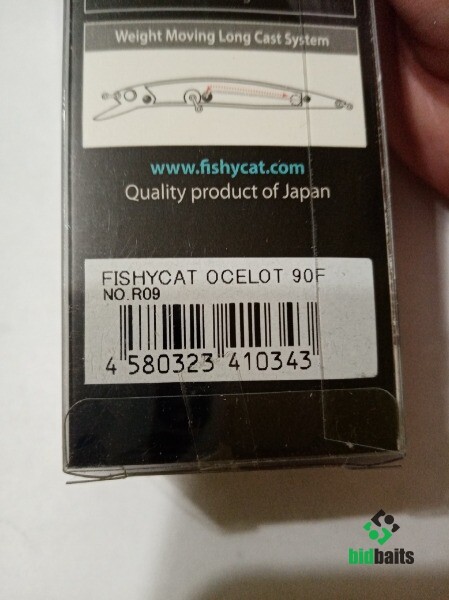 Weight Moving Long Cast System
www.fishycat.com
Quality product of Japan
FISHYCAT OCELOT 90F
NO.R09
4 580323 410343
bidbaits